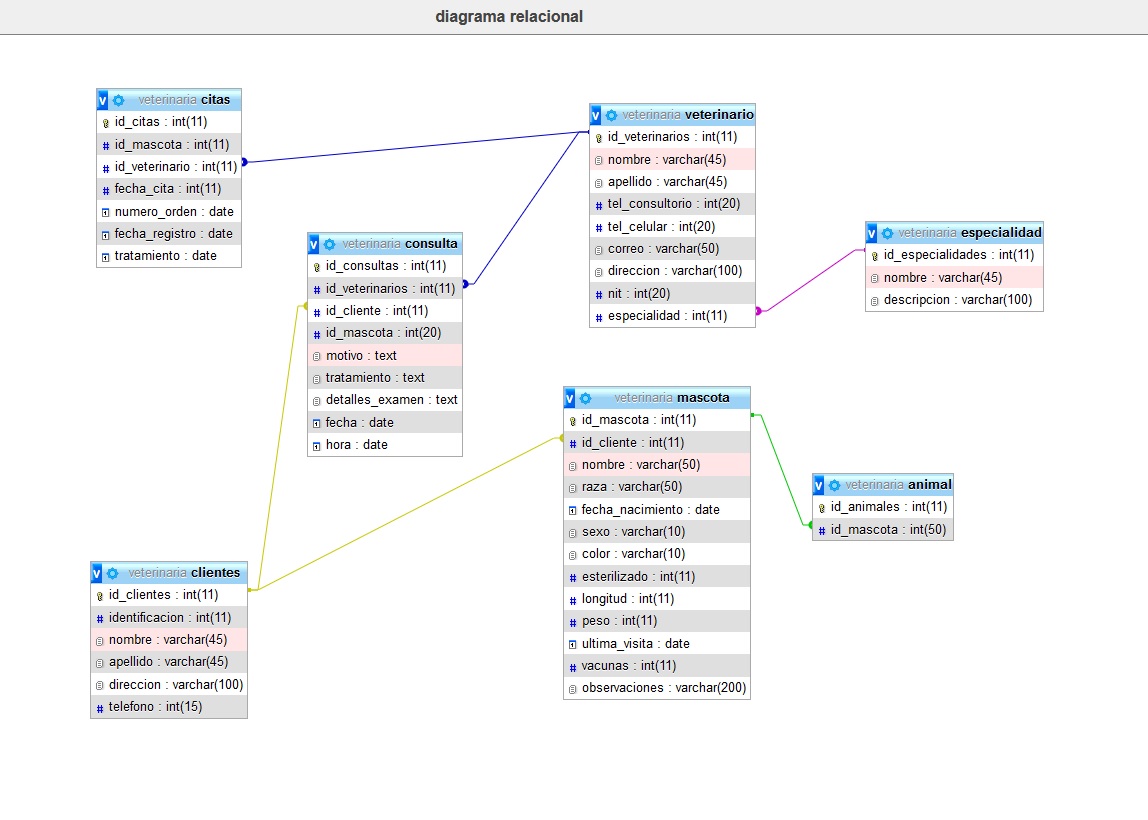 diagrama relacional
v veterinaria citas
id_citas : int(11)
# id_mascota : int(11)
# id_veterinario : int(11)
# fecha_cita : int(11)
numero_orden : date
fecha_registro : date
tratamiento : date
v veterinaria consulta
id_consultas : int(11)
# id_veterinarios : int(11)
# id_cliente : int(11)
# id_mascota : int(20)
motivo : text
tratamiento : text
detalles_examen : text
fecha : date
hora : date
v veterinaria veterinario
id_veterinarios : int(11)
nombre : varchar(45)
apellido : varchar(45)
# tel_consultorio : int(20)
# tel_celular : int(20)
correo : varchar(50)
direccion : varchar(100)
# nit : int(20)
# especialidad : int(11)
v veterinaria especialidad
id_especialidades : int(11)
nombre : varchar(45)
descripcion : varchar(100)
v veterinaria mascota
id_mascota : int(11)
# id_cliente : int(11)
nombre : varchar(50)
raza : varchar(50)
fecha_nacimiento : date
sexo : varchar(10)
color : varchar(10)
# esterilizado : int(11)
# longitud : int(11)
# peso : int(11)
ultima_visita : date
# vacunas : int(11)
observaciones : varchar(200)
v veterinaria animal
id_animales : int(11)
# id_mascota : int(50)
v veterinaria clientes
id_clientes : int(11)
# identificacion : int(11)
nombre : varchar(45)
apellido : varchar(45)
direccion : varchar(100)
# telefono : int(15)